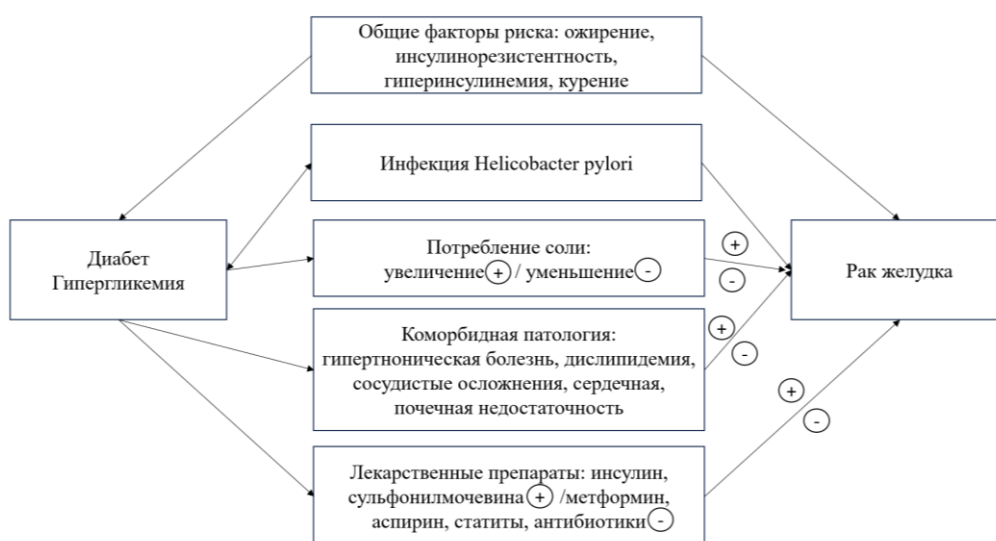 Общие факторы риска: ожирение,
инсулинорезистентность,
гиперинсулинемия, курение
Инфекция Helicobacter pylori
Диабет
Гипергликемия
Потребление соли:
увеличение + / уменьшение -
+
-
Рак желудка
Коморбидная патология:
гипертноническая болезнь, дислипидемия,
сосудистые осложнения, сердечная,
почечная недостаточность
+
-
Лекарственные препараты: инсулин,
сульфонилмочевина + /метформин,
аспирин, статиты, антибиотики -
+
-